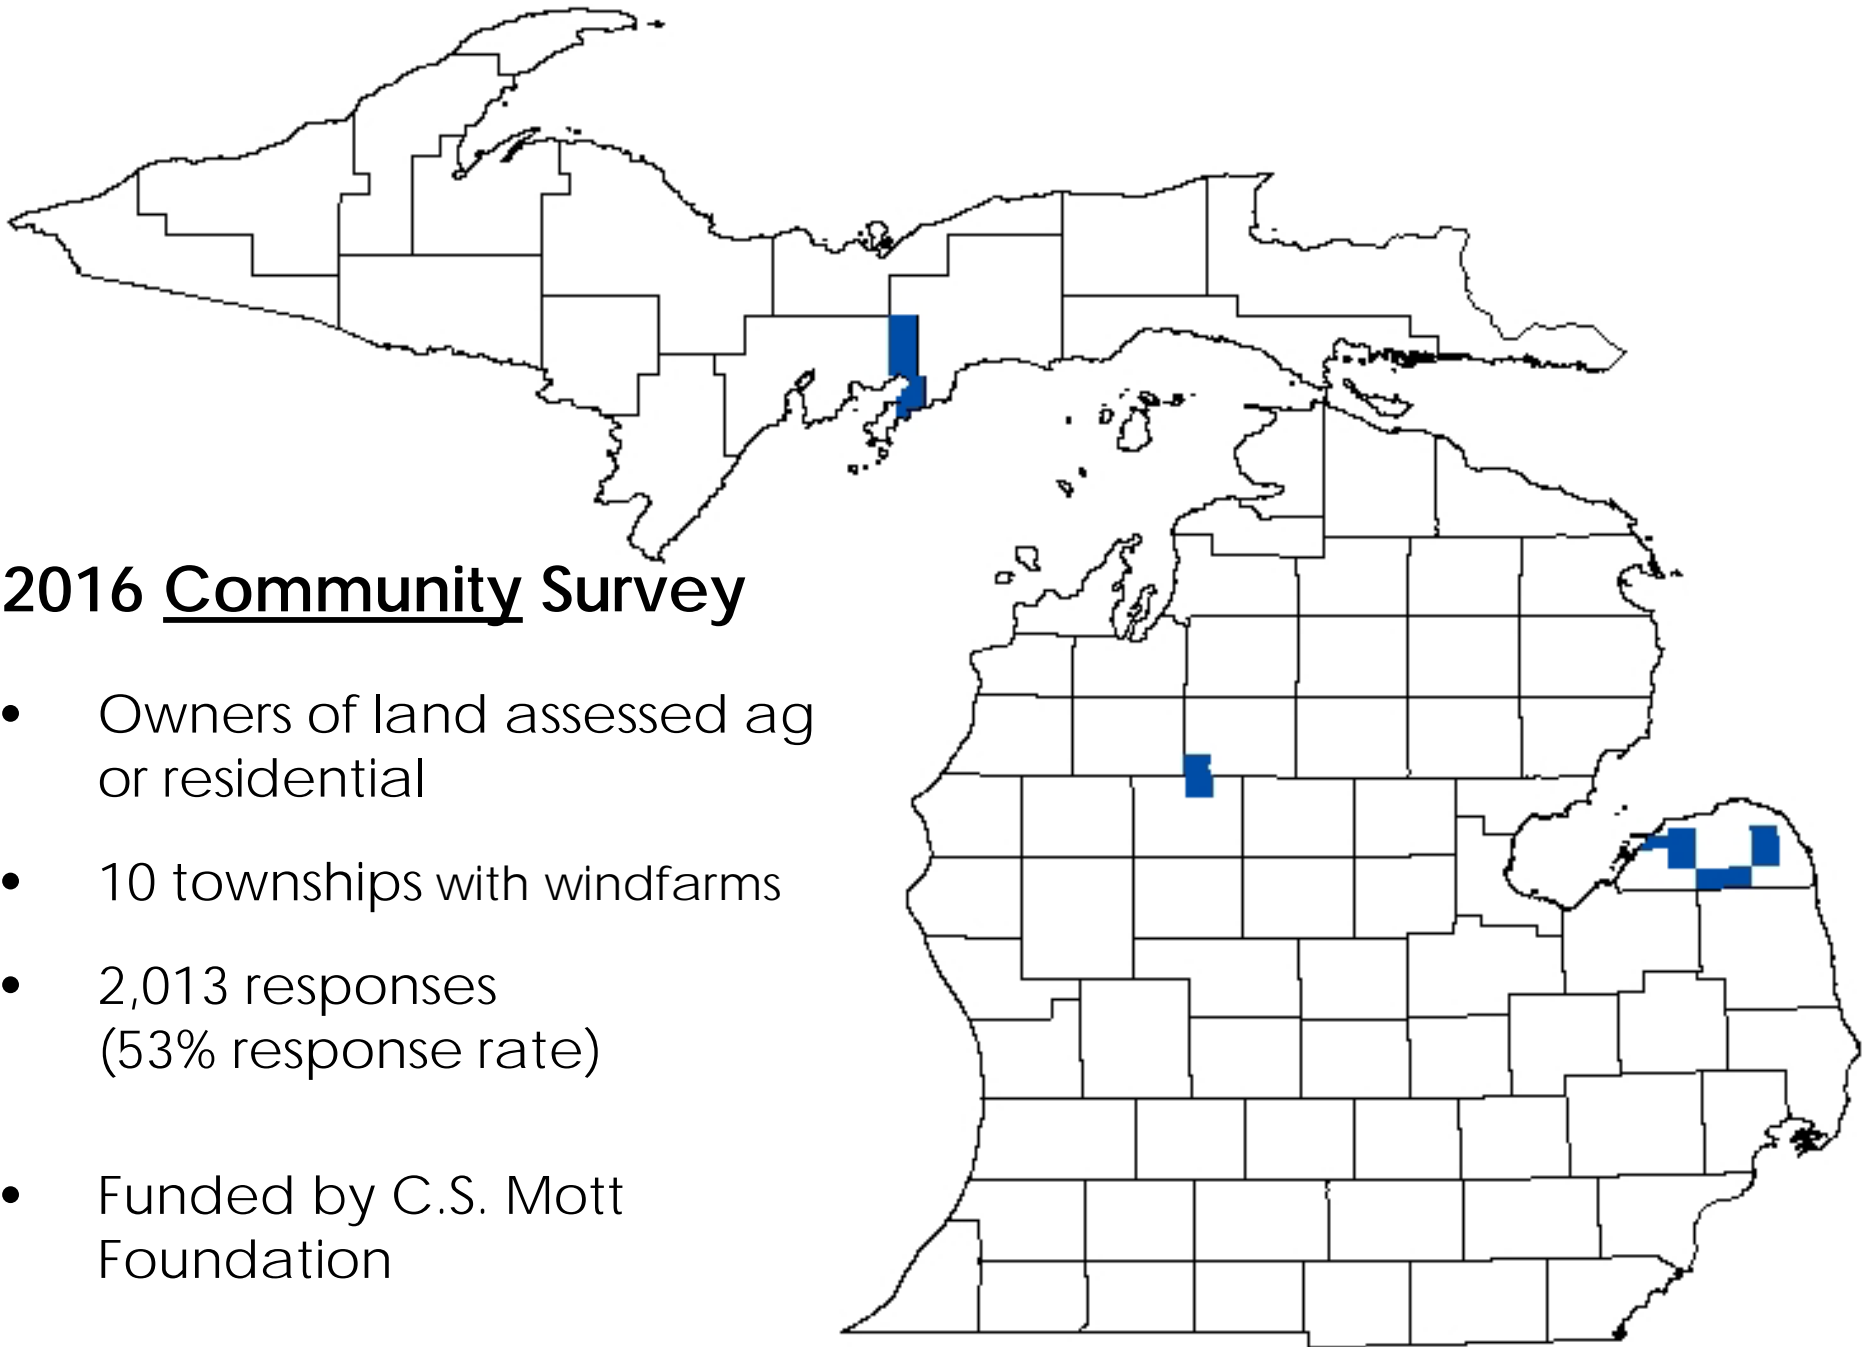 2016 Community Survey
• Owners of land assessed ag
or residential
• 10 townships with windfarms
• 2,013 responses
(53% response rate)
• Funded by C.S. Mott
Foundation